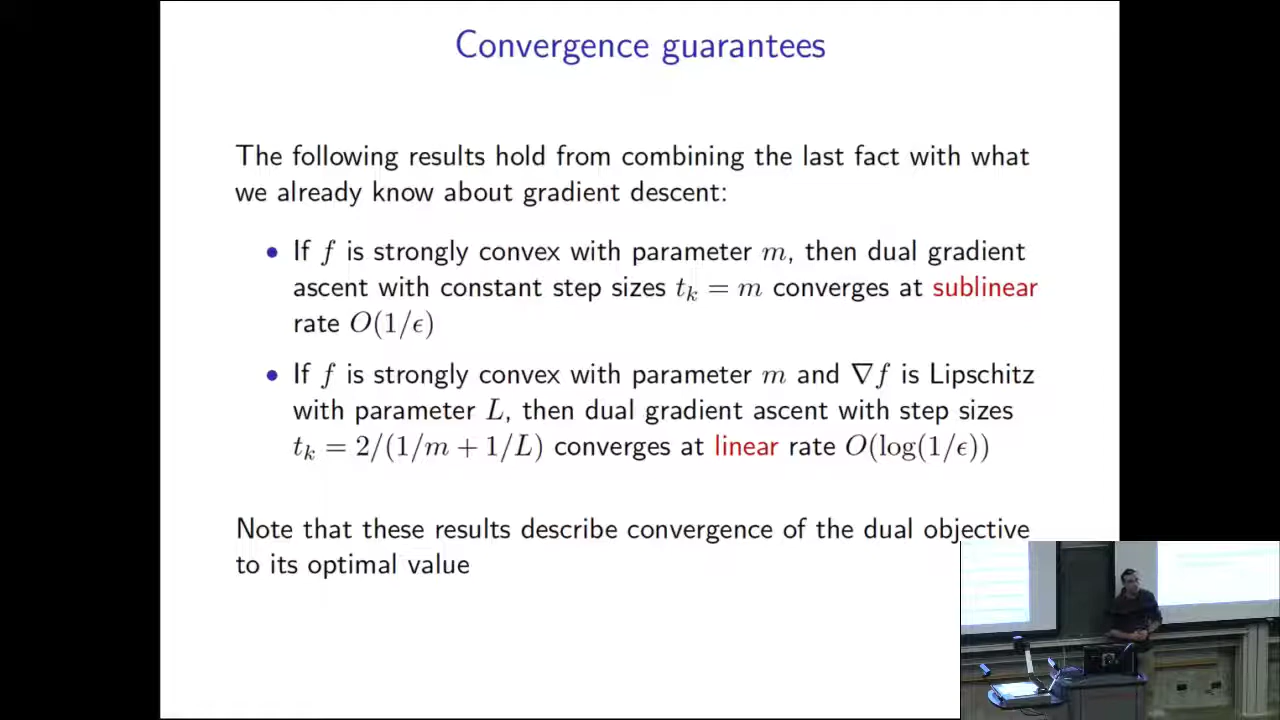 Convergence guarantees
The following results hold from combining the last fact with what
we already know about gradient descent:
• If f is strongly convex with parameter m, then dual gradient
ascent with constant step sizes t_k = m converges at sublinear
rate O(1/ϵ)
• If f is strongly convex with parameter m and ∇f is Lipschitz
with parameter L, then dual gradient ascent with step sizes
t_k = 2/(1/m + 1/L) converges at linear rate O(log(1/ϵ))
Note that these results describe convergence of the dual objective
to its optimal value